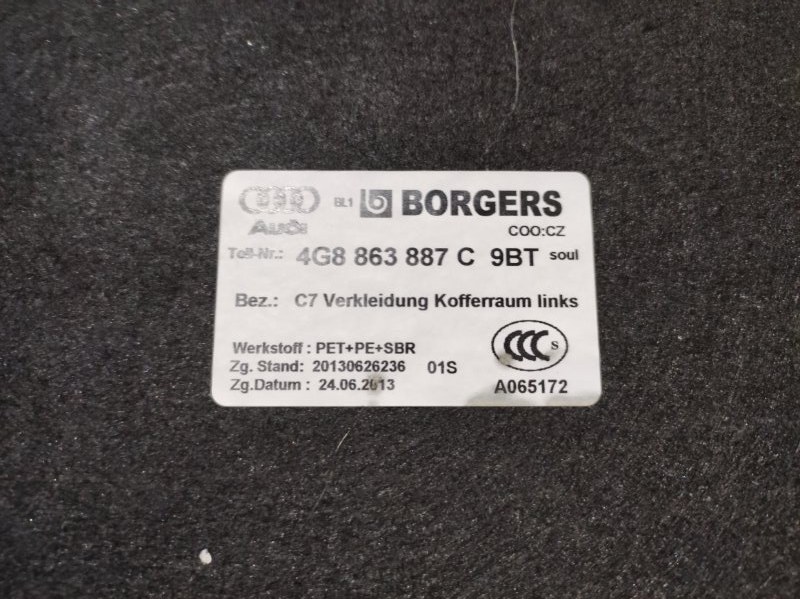 Audi BL1 BORGERS
COO:CZ
Teil-Nr.: 4G8 863 887 C 9BT soul
Bez.: C7 Verkleidung Kofferraum links
Werkstoff : PET+PE+SBR
Zg. Stand: 20130626236 01S
Zg.Datum : 24.06.2013
CCC S
A065172